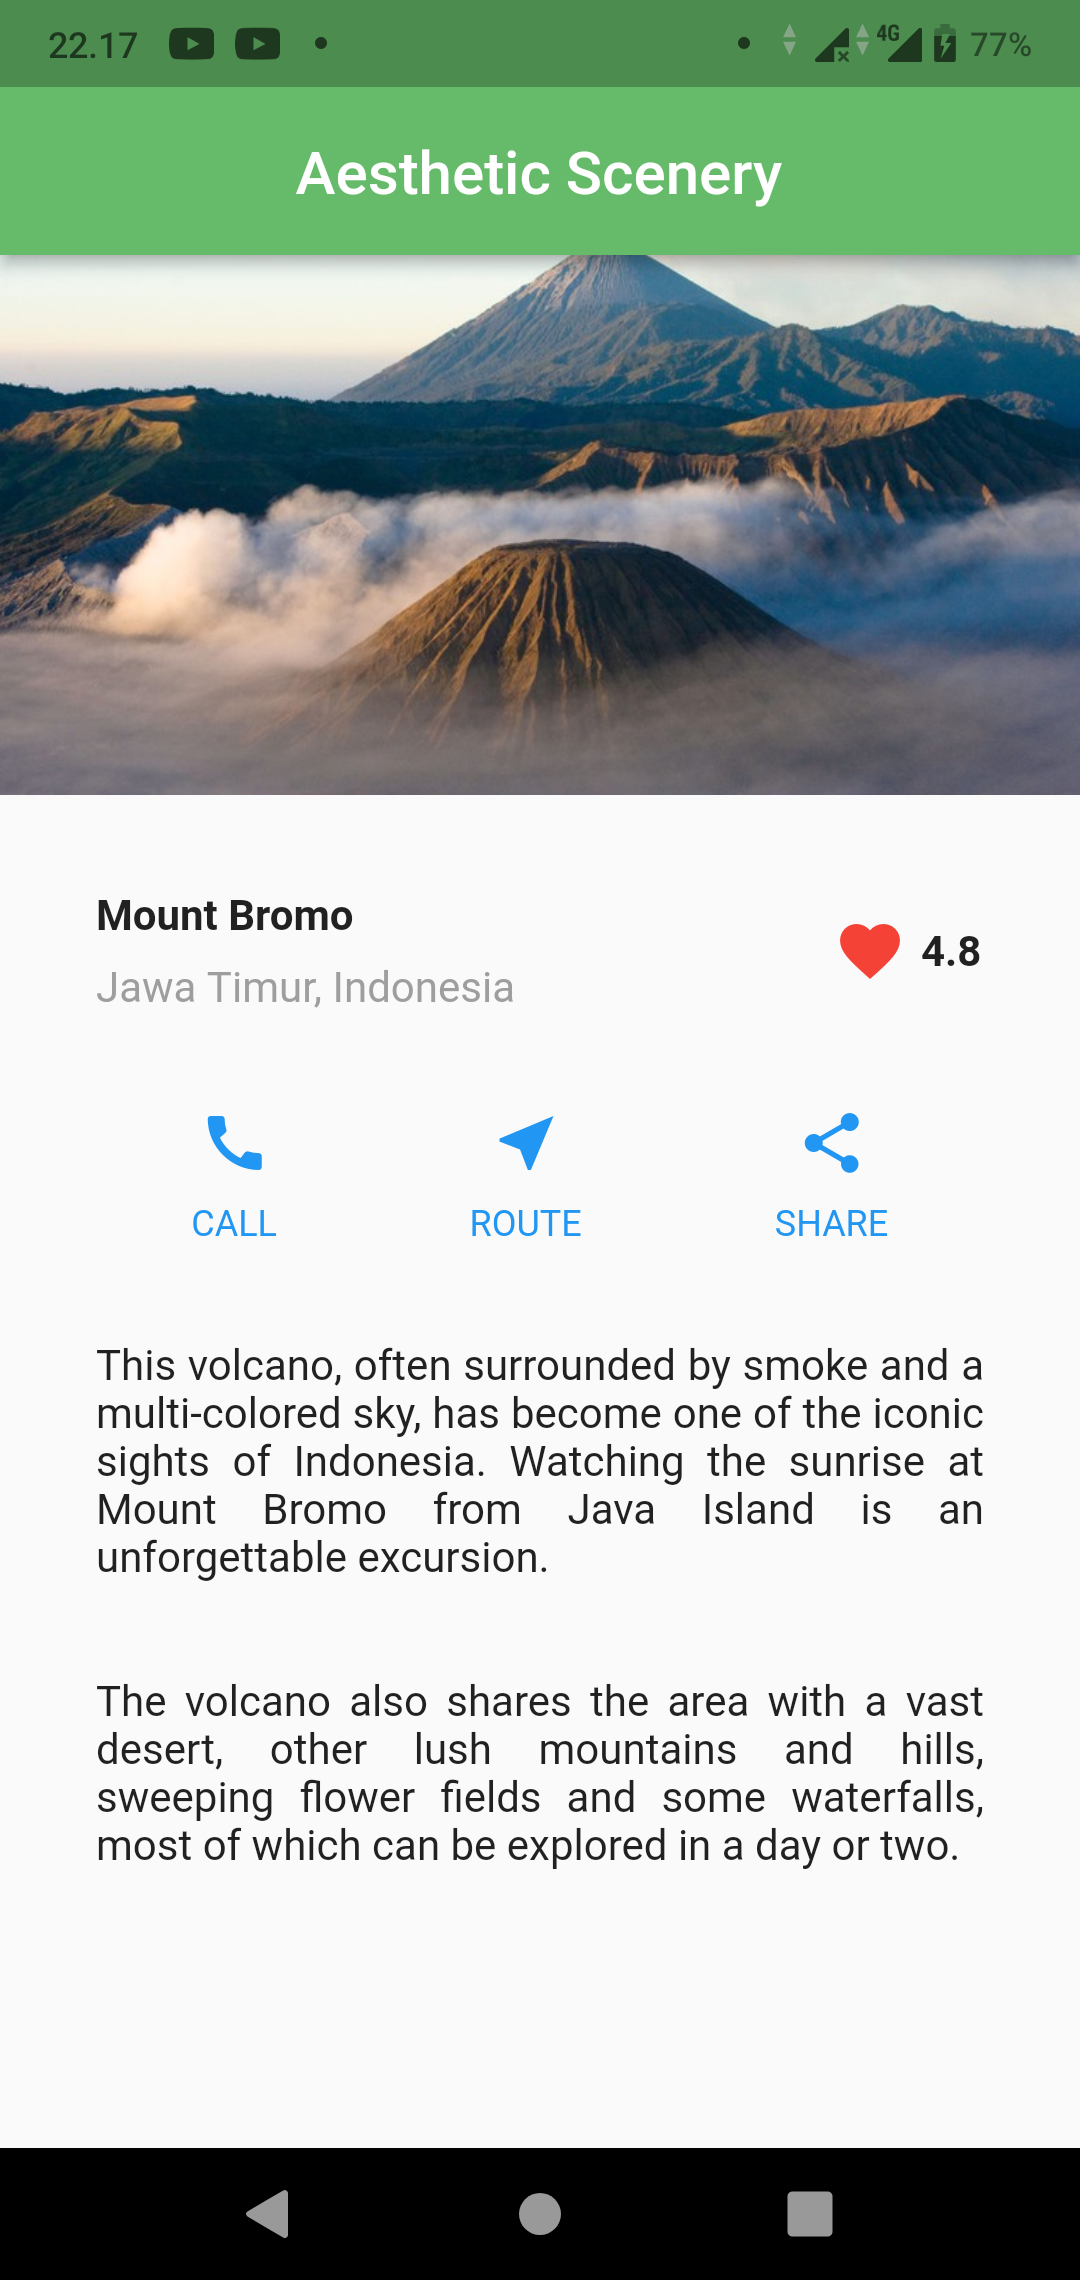 22.17
4G
77%
Aesthetic Scenery
Mount Bromo
Jawa Timur, Indonesia
4.8
CALL
ROUTE
SHARE
This volcano, often surrounded by smoke and a
multi-colored sky, has become one of the iconic
sights of Indonesia. Watching the sunrise at
Mount Bromo from Java Island is an
unforgettable excursion.
The volcano also shares the area with a vast
desert, other lush mountains and hills,
sweeping flower fields and some waterfalls,
most of which can be explored in a day or two.